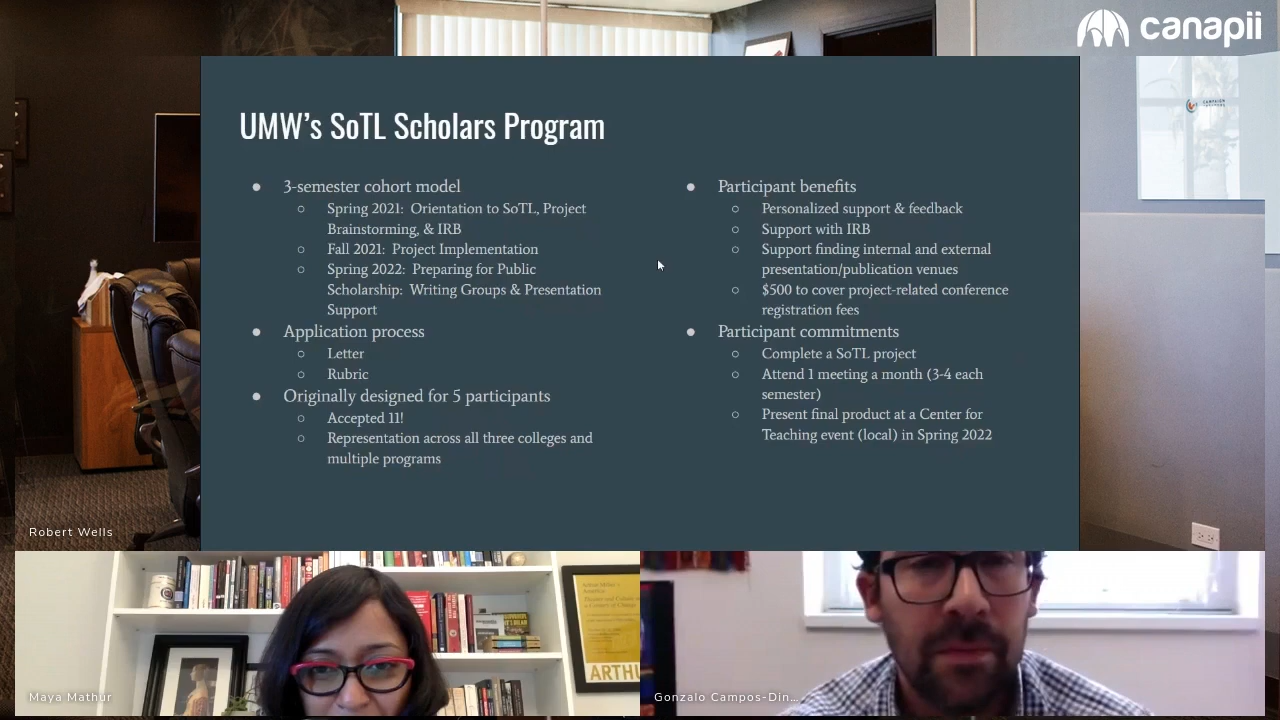 canapii
CAMPAIGN
UMW's SoTL Scholars Program
● 3-semester cohort model
○ Spring 2021: Orientation to SoTL, Project
Brainstorming, & IRB
○ Fall 2021: Project Implementation
○ Spring 2022: Preparing for Public
Scholarship: Writing Groups & Presentation
Support
● Application process
○ Letter
○ Rubric
● Originally designed for 5 participants
○ Accepted 11!
○ Representation across all three colleges and
multiple programs
● Participant benefits
○ Personalized support & feedback
○ Support with IRB
○ Support finding internal and external
presentation/publication venues
○ $500 to cover project-related conference
registration fees
● Participant commitments
○ Complete a SoTL project
○ Attend 1 meeting a month (3-4 each
semester)
○ Present final product at a Center for
Teaching event (local) in Spring 2022
Robert Wells
Maya Mathur
ARTHU
Gonzalo Campos-Din...